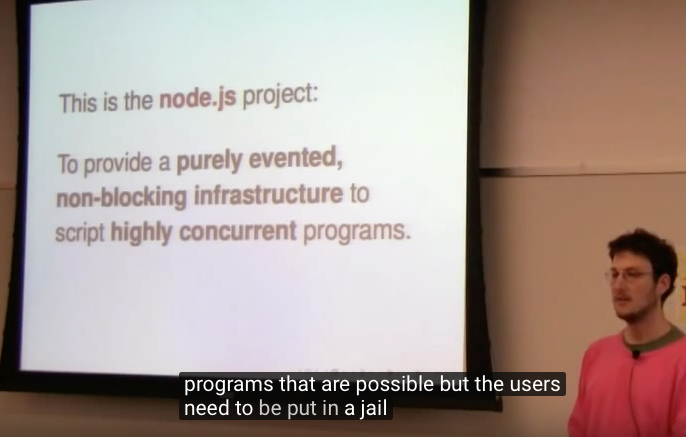 This is the node.js project:
To provide a purely evented,
non-blocking infrastructure to
script highly concurrent programs.
programs that are possible but the users
need to be put in a jail